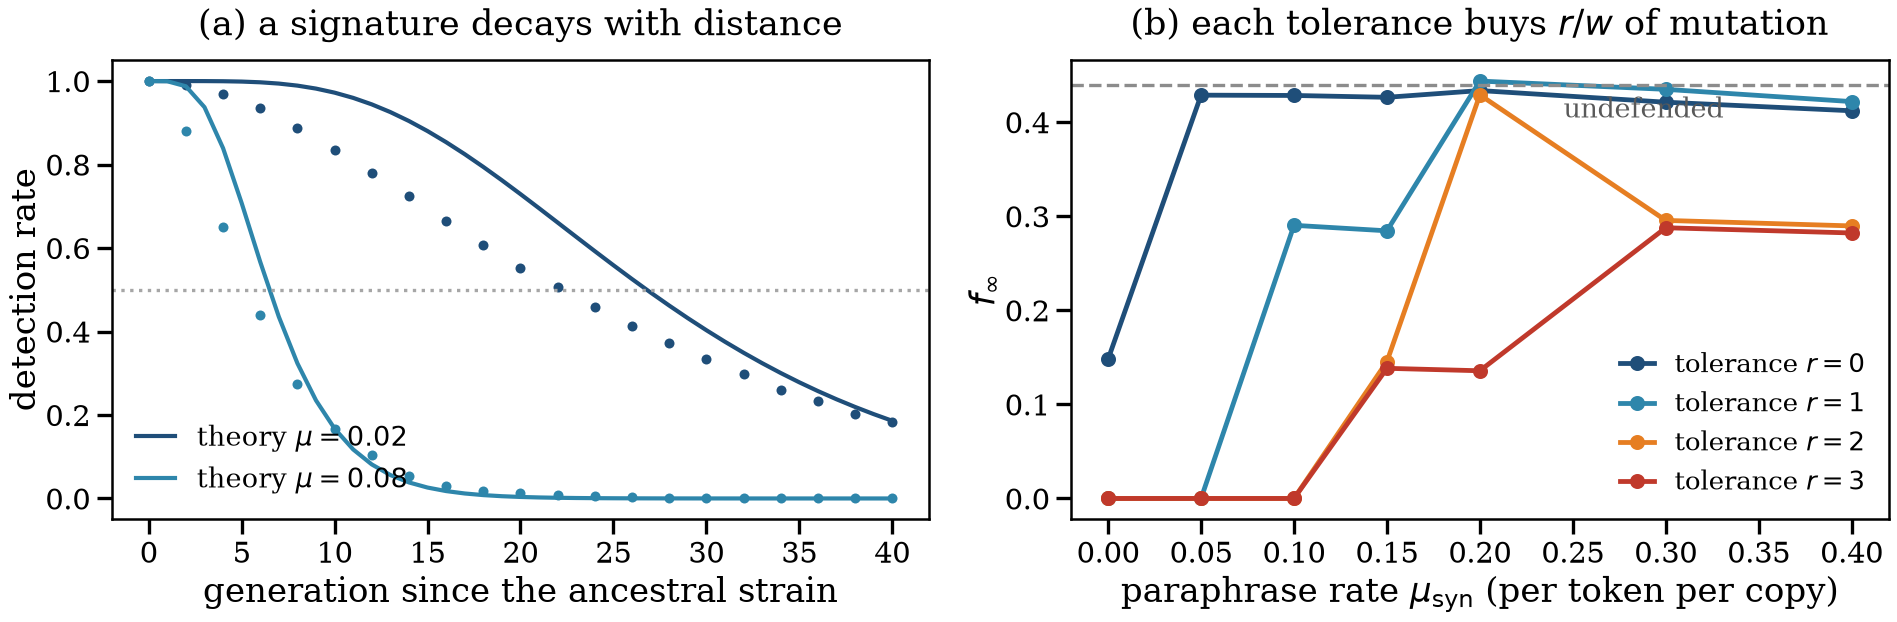 (a) a signature decays with distance
detection rate
1.0
0.8
0.6
0.4
0.2
0.0
theory μ = 0.02
theory μ = 0.08
0 5 10 15 20 25 30 35 40
generation since the ancestral strain
(b) each tolerance buys r/w of mutation
f∞
0.4
0.3
0.2
0.1
0.0
undefended
tolerance r = 0
tolerance r = 1
tolerance r = 2
tolerance r = 3
0.00 0.05 0.10 0.15 0.20 0.25 0.30 0.35 0.40
paraphrase rate μsyn (per token per copy)